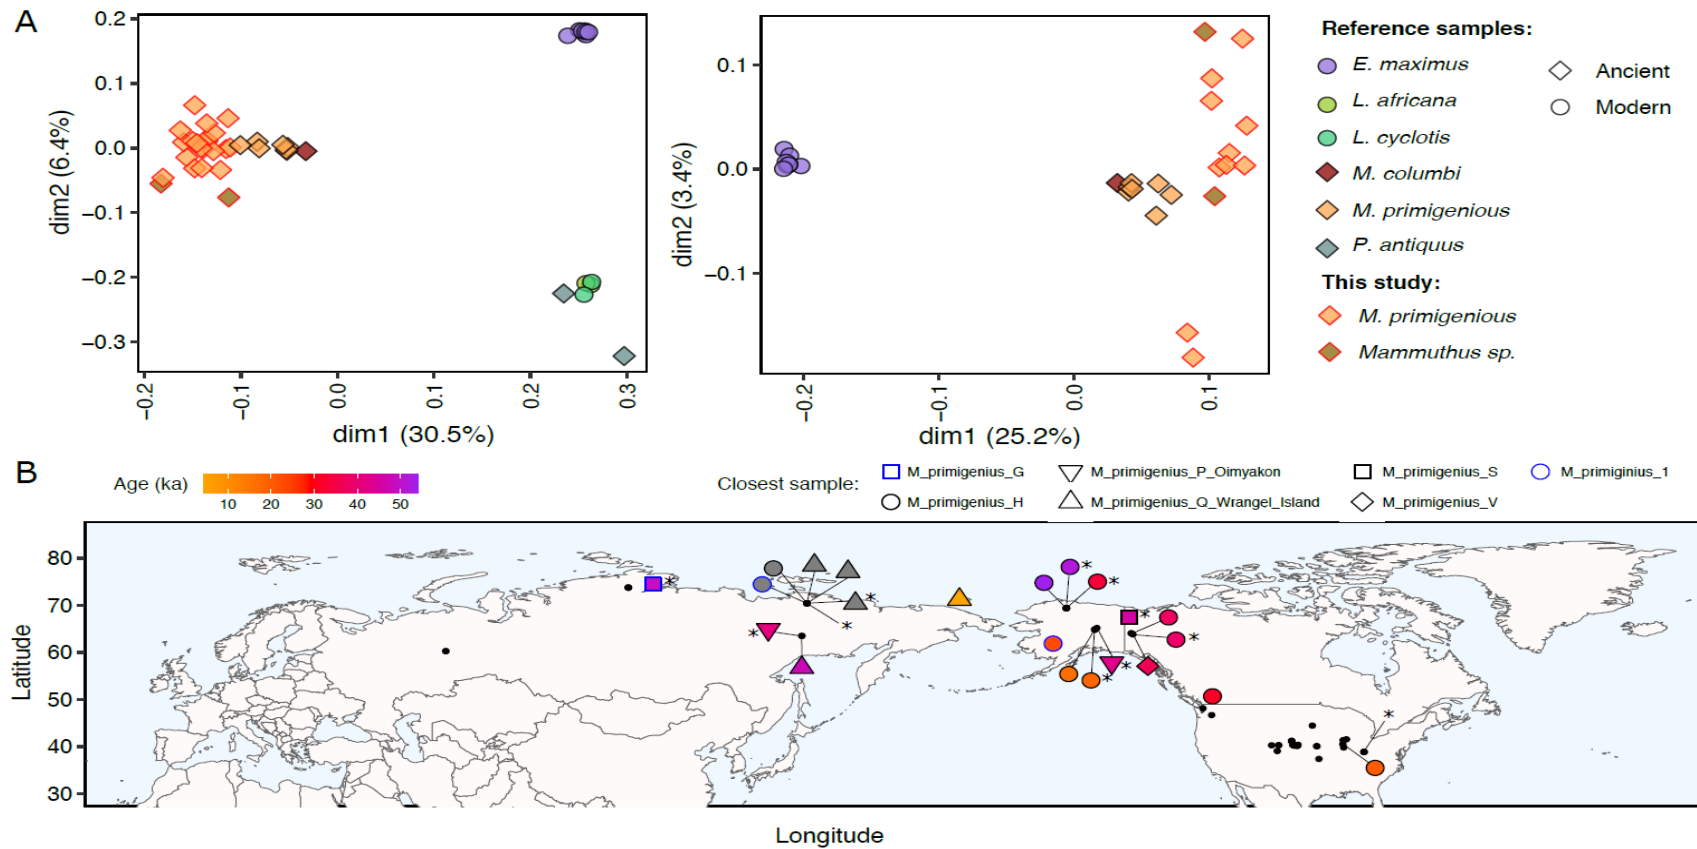 A
0.2
0.1
0.0
−0.1
−0.2
−0.3
dim2 (6.4%)
−0.2
−0.1
0.0
0.1
0.2
0.3
dim1 (30.5%)
0.1
0.0
−0.1
dim2 (3.4%)
−0.2
−0.1
0.0
0.1
dim1 (25.2%)
Reference samples:
E. maximus
L. africana
L. cyclotis
M. columbi
M. primigenious
P. antiquus
Ancient
Modern
This study:
M. primigenious
Mammuthus sp.
B
Age (ka)
10 20 30 40 50
Closest sample:
M_primigenius_G
M_primigenius_P_Oimyakon
M_primigenius_S
M_primiginius_1
M_primigenius_H
M_primigenius_Q_Wrangel_Island
M_primigenius_V
80
70
60
50
40
30
Latitude
* * * * * * * * * * * *
Longitude